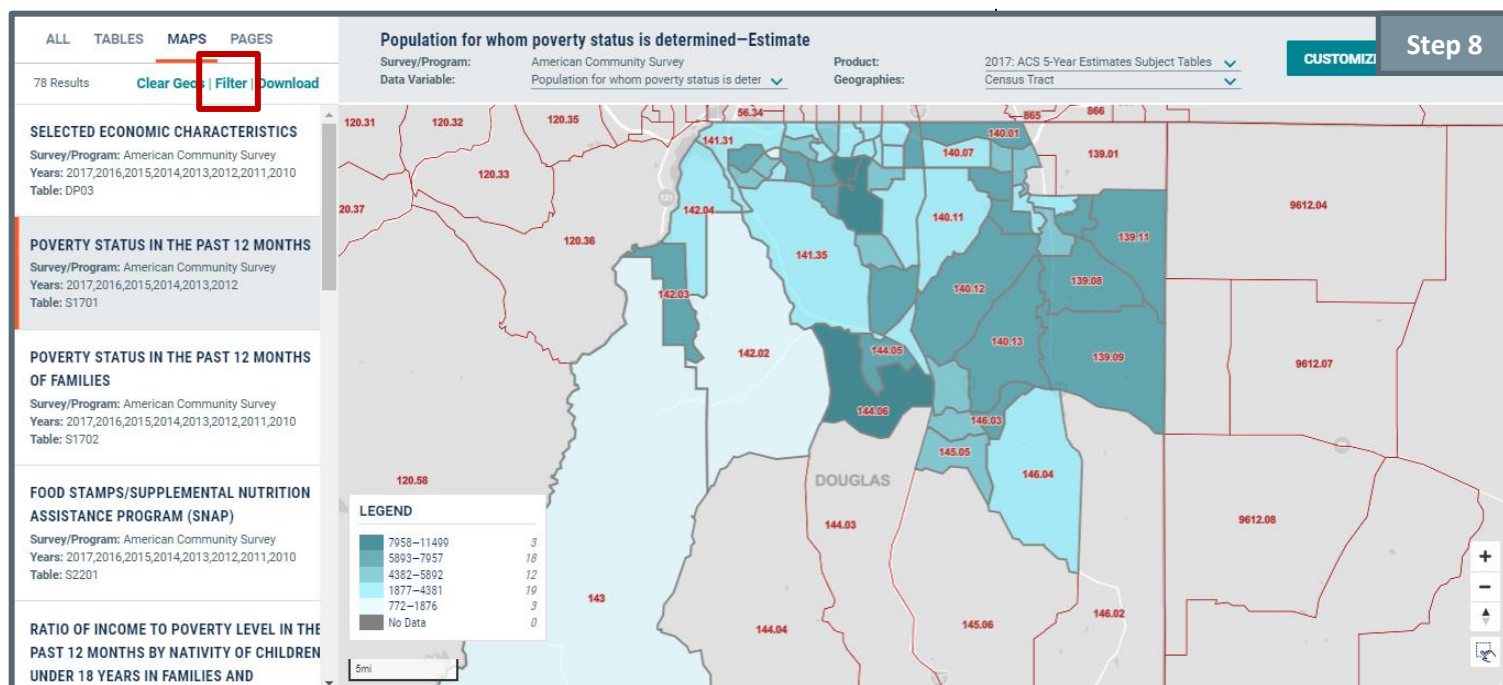 Step 8
ALL TABLES MAPS PAGES
78 Results Clear Geos | Filter | Download
Population for whom poverty status is determined—Estimate
Survey/Program: American Community Survey Product: 2017: ACS 5-Year Estimates Subject Tables
Data Variable: Population for whom poverty status is deter Geographies: Census Tract
CUSTOMIZ
SELECTED ECONOMIC CHARACTERISTICS
Survey/Program: American Community Survey
Years: 2017,2016,2015,2014,2013,2012,2011,2010
Table: DP03
POVERTY STATUS IN THE PAST 12 MONTHS
Survey/Program: American Community Survey
Years: 2017,2016,2015,2014,2013,2012
Table: S1701
POVERTY STATUS IN THE PAST 12 MONTHS
OF FAMILIES
Survey/Program: American Community Survey
Years: 2017,2016,2015,2014,2013,2012,2011,2010
Table: S1702
FOOD STAMPS/SUPPLEMENTAL NUTRITION
ASSISTANCE PROGRAM (SNAP)
Survey/Program: American Community Survey
Years: 2017,2016,2015,2014,2013,2012,2011,2010
Table: S2201
RATIO OF INCOME TO POVERTY LEVEL IN THE
PAST 12 MONTHS BY NATIVITY OF CHILDREN
UNDER 18 YEARS IN FAMILIES AND
120.31
120.32
120.35
56.34
865
866
141.31
140.01
140.07
139.01
120.33
20.37
142.04
140.11
9612.04
120.36
139.11
141.35
139.08
142.03
140.12
140.13
142.02
144.05
139.09
9612.07
144.06
146.03
145.05
146.04
120.58
DOUGLAS
144.03
9612.08
143
146.02
144.04
145.06
LEGEND
7958—11499 3
5893—7957 18
4382—5892 12
1877—4381 19
772—1876 3
No Data 0
5mi